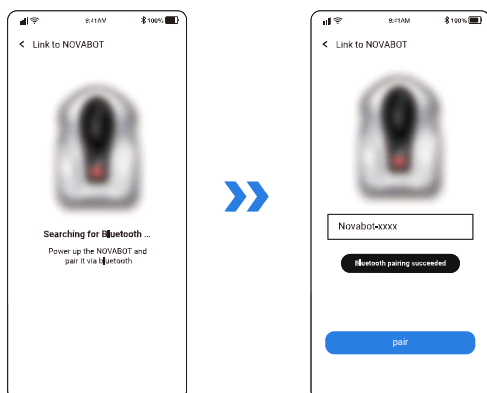 9:41AM 100%
< Link to NOVABOT
Searching for Bluetooth ...
Power up the NOVABOT and
pair it via bluetooth
9:41AM 100%
< Link to NOVABOT
Novabot-xxxx
Bluetooth pairing succeeded
pair